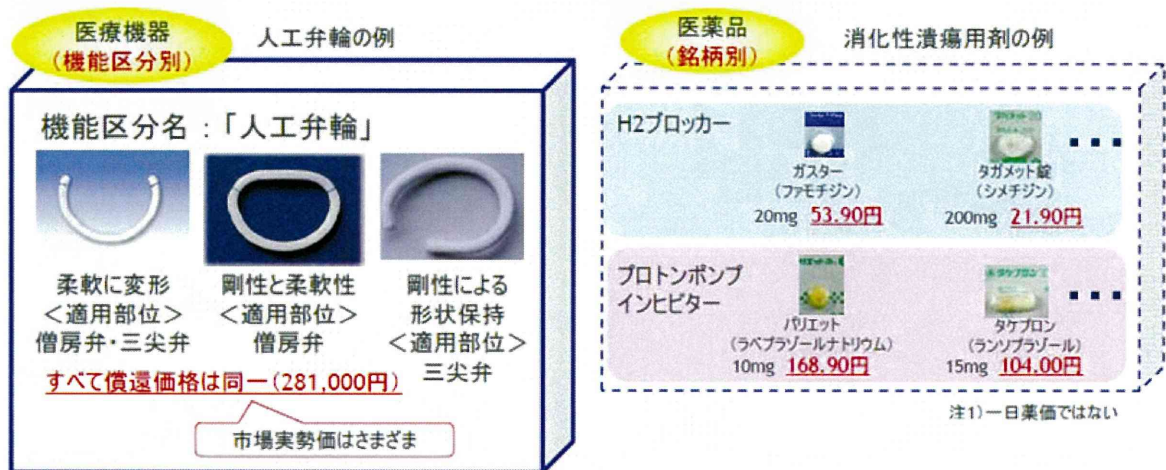 医療機器
(機能区分別)
人工弁輪の例
機能区分名:「人工弁輪」
柔軟に変形
<適用部位>
僧房弁・三尖弁
剛性と柔軟性
<適用部位>
僧房弁
剛性による
形状保持
<適用部位>
三尖弁
すべて償還価格は同一(281,000円)
市場実勢価はさまざま
医薬品
(銘柄別)
消化性潰瘍用剤の例
H2ブロッカー
ガスター
(ファモチジン)
20mg 53.90円
タガメット錠
(シメチジン)
200mg 21.90円
・・・
プロトンポンプ
インヒビター
パリエット
(ラベプラゾールナトリウム)
10mg 168.90円
タケプロン
タケプロン
(ランソプラゾール)
15mg 104.00円
・・・
注1)一日薬価ではない